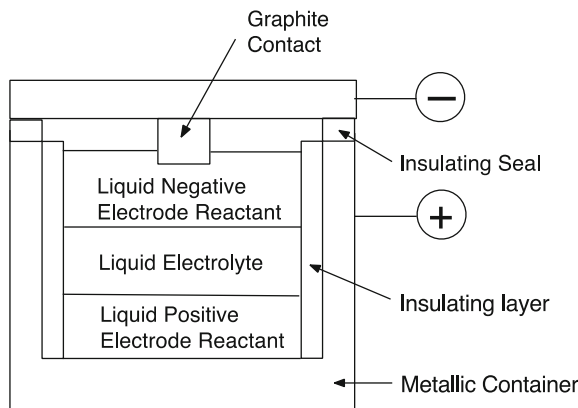 Graphite
Contact
−
Insulating Seal
Liquid Negative
Electrode Reactant
+
Liquid Electrolyte
Insulating layer
Liquid Positive
Electrode Reactant
Metallic Container